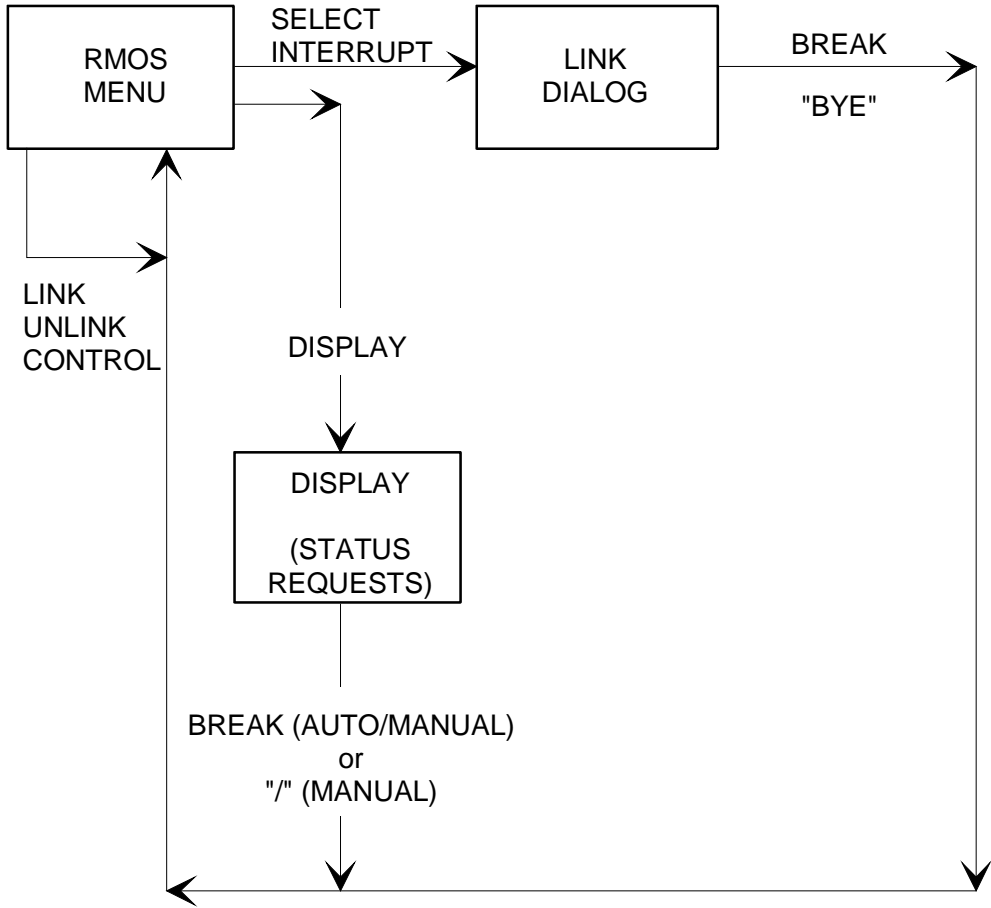 RMOS
MENU
SELECT
INTERRUPT
LINK
DIALOG
BREAK
"BYE"
LINK
UNLINK
CONTROL
DISPLAY
DISPLAY
(STATUS
REQUESTS)
BREAK (AUTO/MANUAL)
or
"/" (MANUAL)